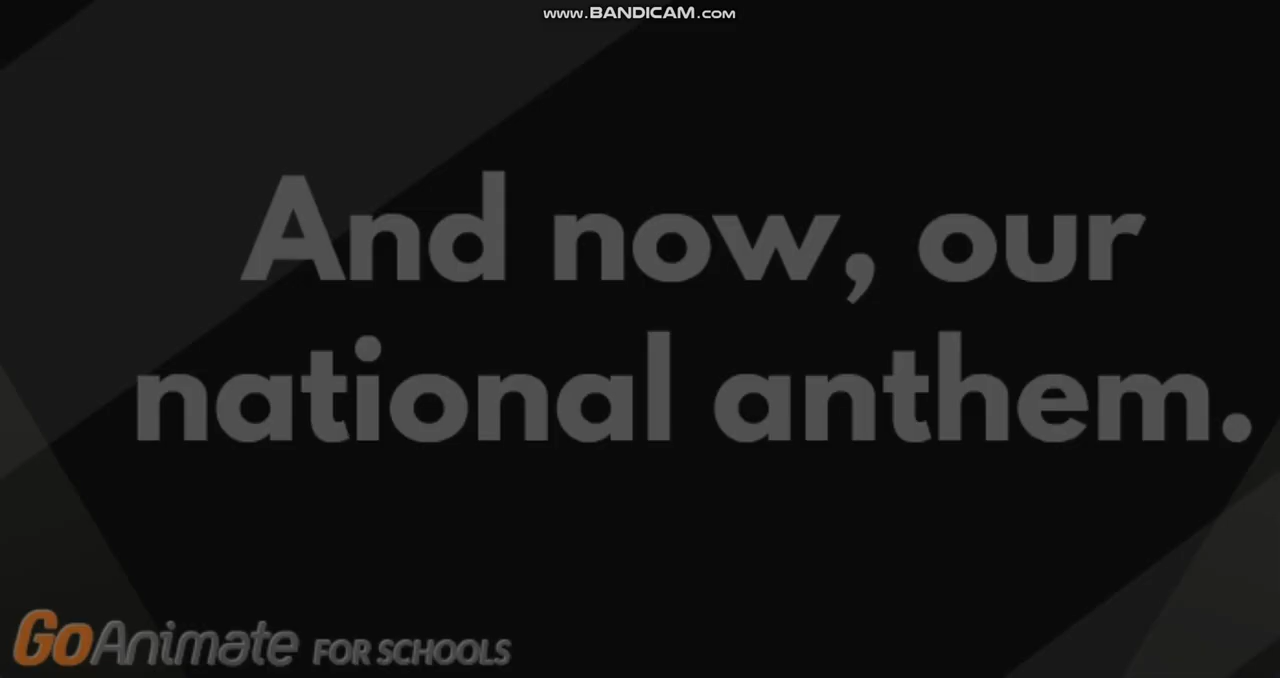 www.BANDICAM.com
And now, our
national anthem.
GoAnimate FOR SCHOOLS